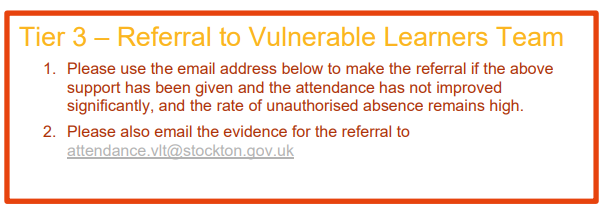 Tier 3 – Referral to Vulnerable Learners Team
1. Please use the email address below to make the referral if the above
support has been given and the attendance has not improved
significantly, and the rate of unauthorised absence remains high.
2. Please also email the evidence for the referral to
attendance.vlt@stockton.gov.uk